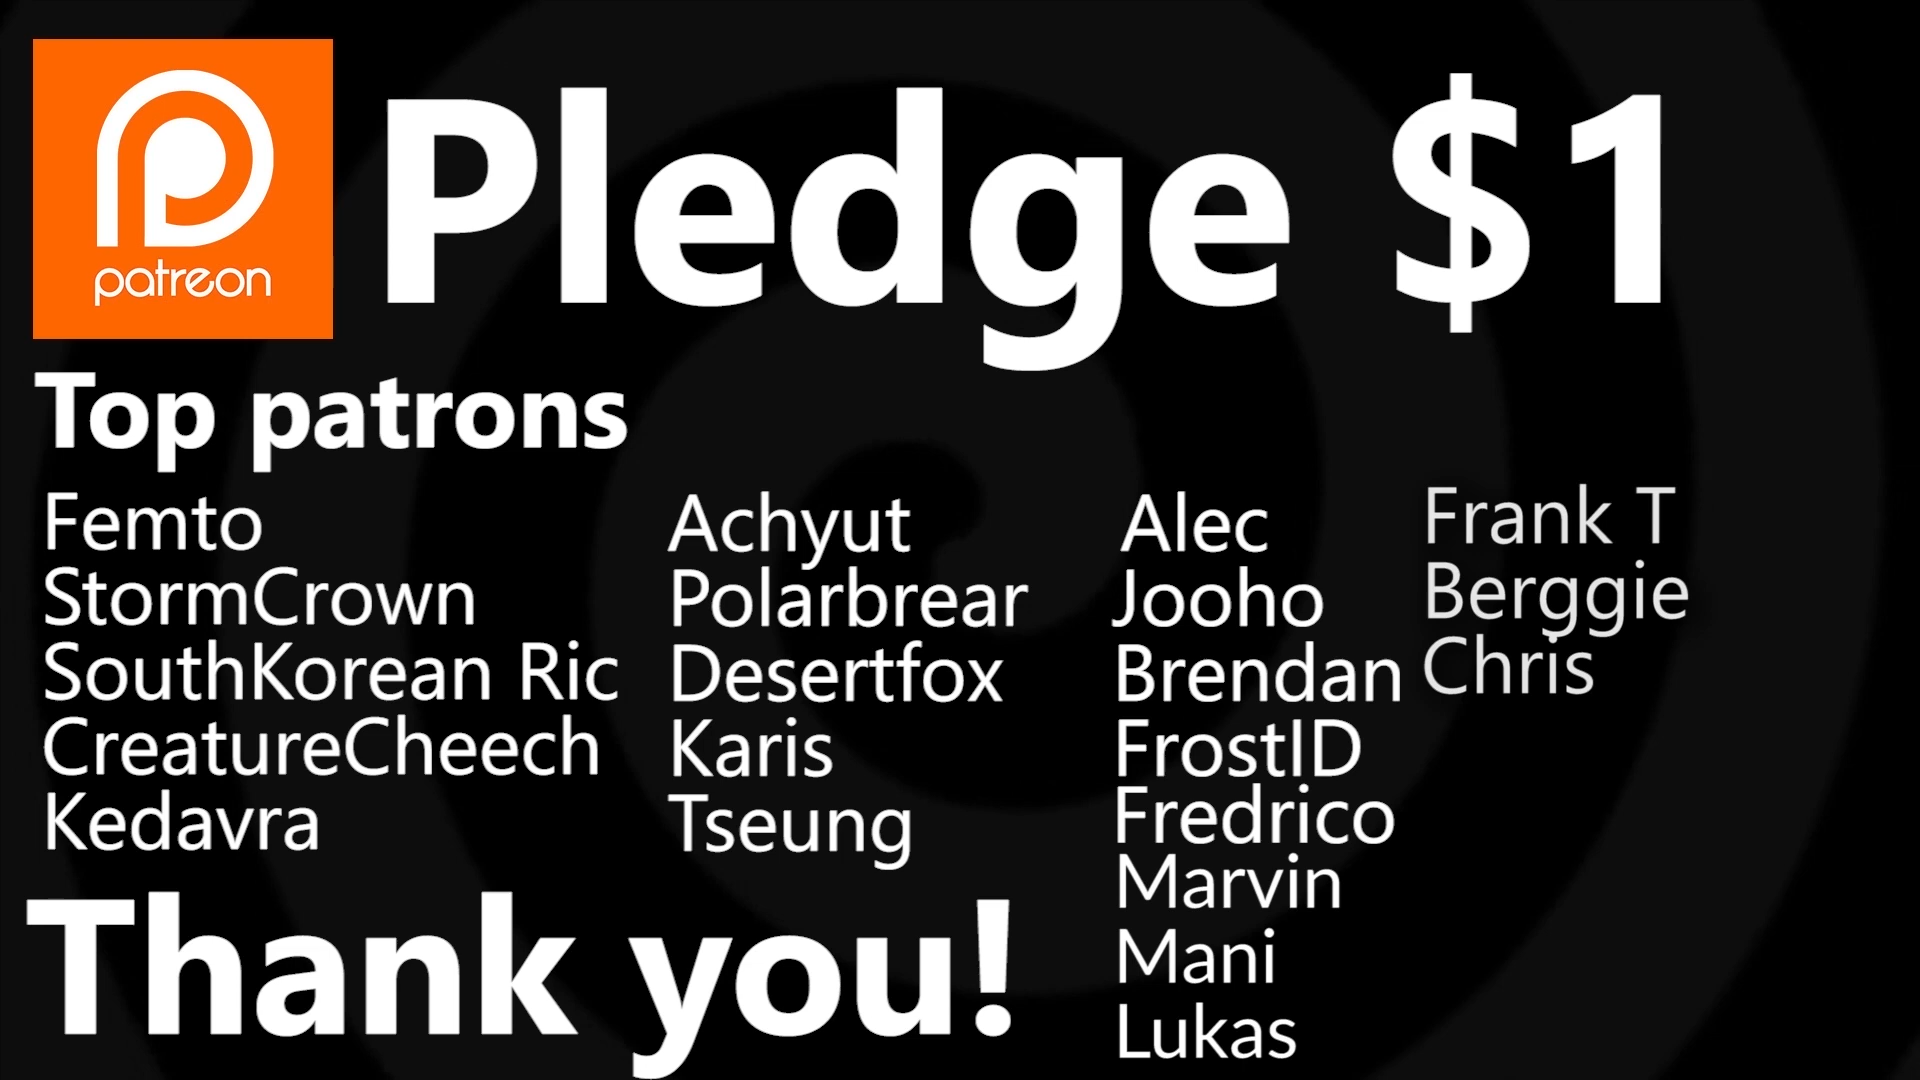 patreon
Pledge $1
Top patrons
Femto
StormCrown
SouthKorean Ric
CreatureCheech
Kedavra
Achyut
Polarbrear
Desertfox
Karis
Tseung
Alec
Jooho
Brendan
FrostID
Fredrico
Marvin
Mani
Lukas
Frank T
Berggie
Chris
Thank you!